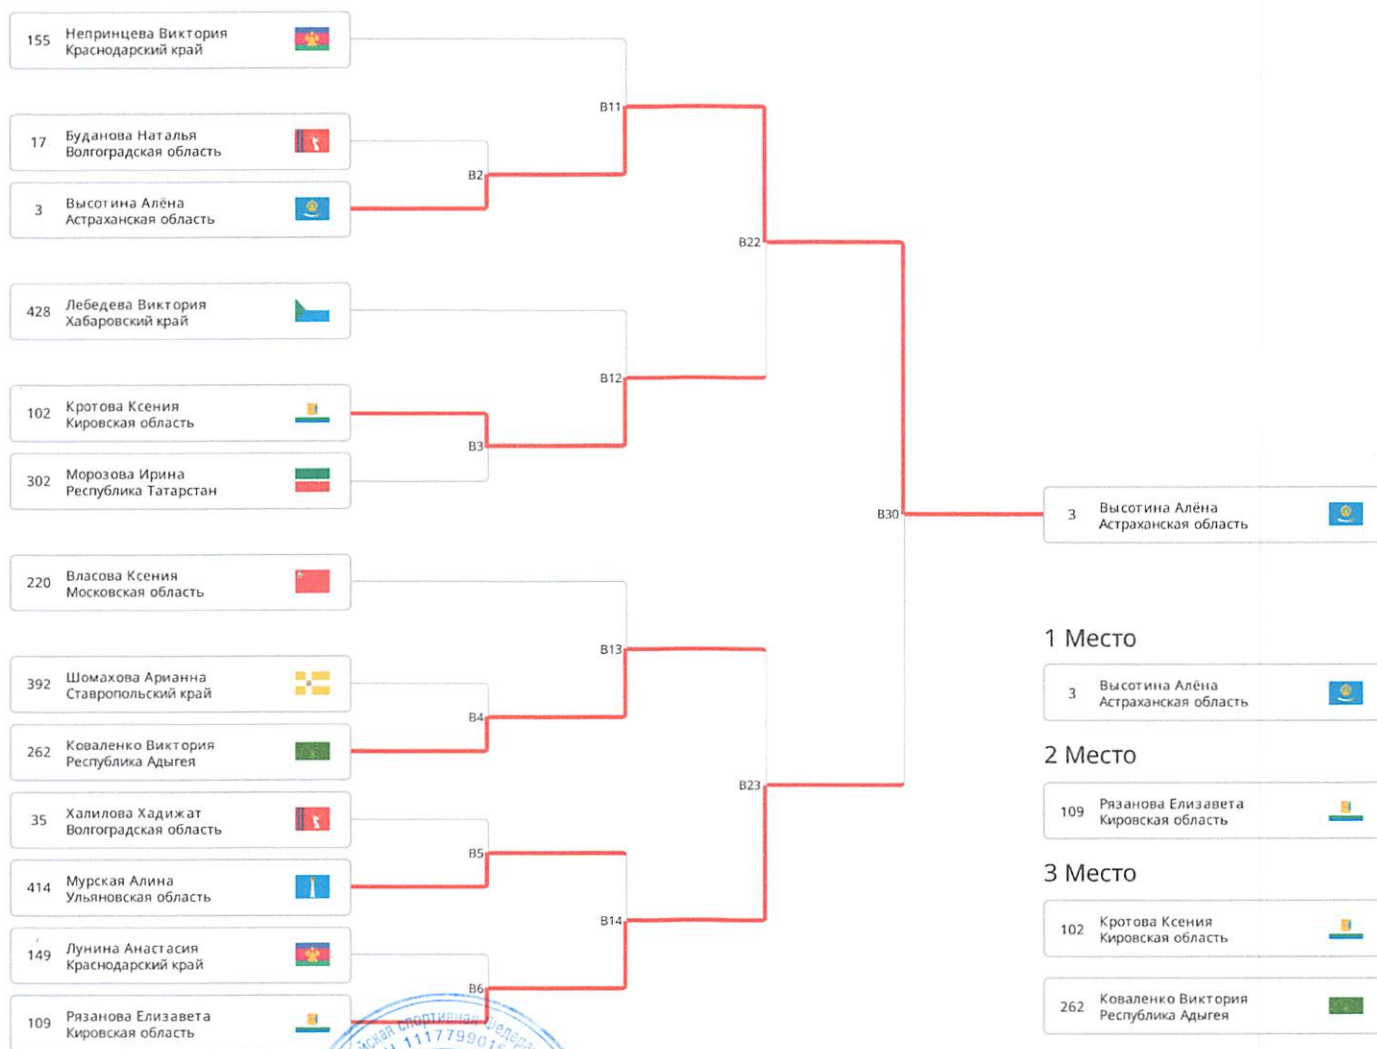 155 Непринцева Виктория
Краснодарский край
B11
17 Буданова Наталья
Волгоградская область
B2
3 Высотина Алёна
Астраханская область
B22
428 Лебедева Виктория
Хабаровский край
B12
102 Кротова Ксения
Кировская область
B3
302 Морозова Ирина
Республика Татарстан
B30
3 Высотина Алёна
Астраханская область
220 Власова Ксения
Московская область
1 Место
B13
392 Шомахова Арианна
Ставропольский край
3 Высотина Алёна
Астраханская область
B4
262 Коваленко Виктория
Республика Адыгея
2 Место
B23
35 Халилова Хадижат
Волгоградская область
109 Рязанова Елизавета
Кировская область
B5
414 Мурская Алина
Ульяновская область
3 Место
B14
102 Кротова Ксения
Кировская область
149 Лунина Анастасия
Краснодарский край
B6
262 Коваленко Виктория
Республика Адыгея
109 Рязанова Елизавета
Кировская область
спортивная